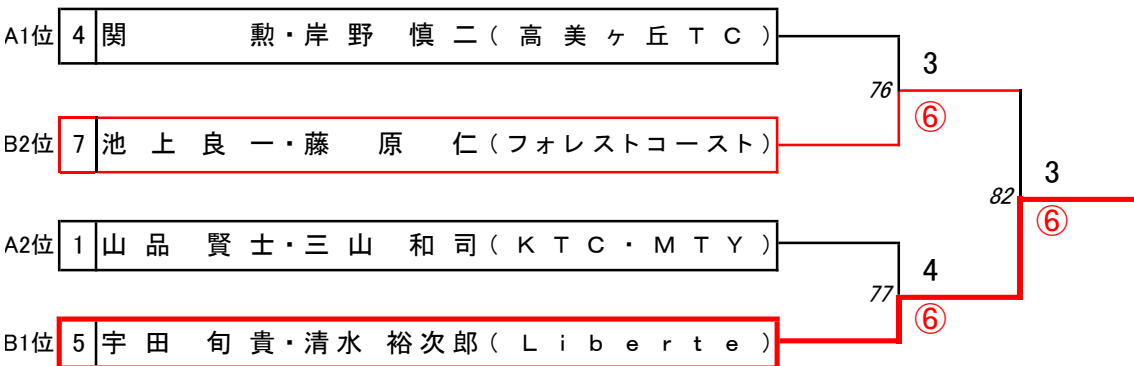 A1位 4 関 勲・岸野 慎二(高美ヶ丘TC)
3
76
⑥
B2位 7 池上良一・藤原 仁(フォレストコースト)
3
82
⑥
A2位 1 山品 賢士・三山 和司(KTC・MTY)
4
77
⑥
B1位 5 宇田 旬貴・清水 裕次郎(Liberte)